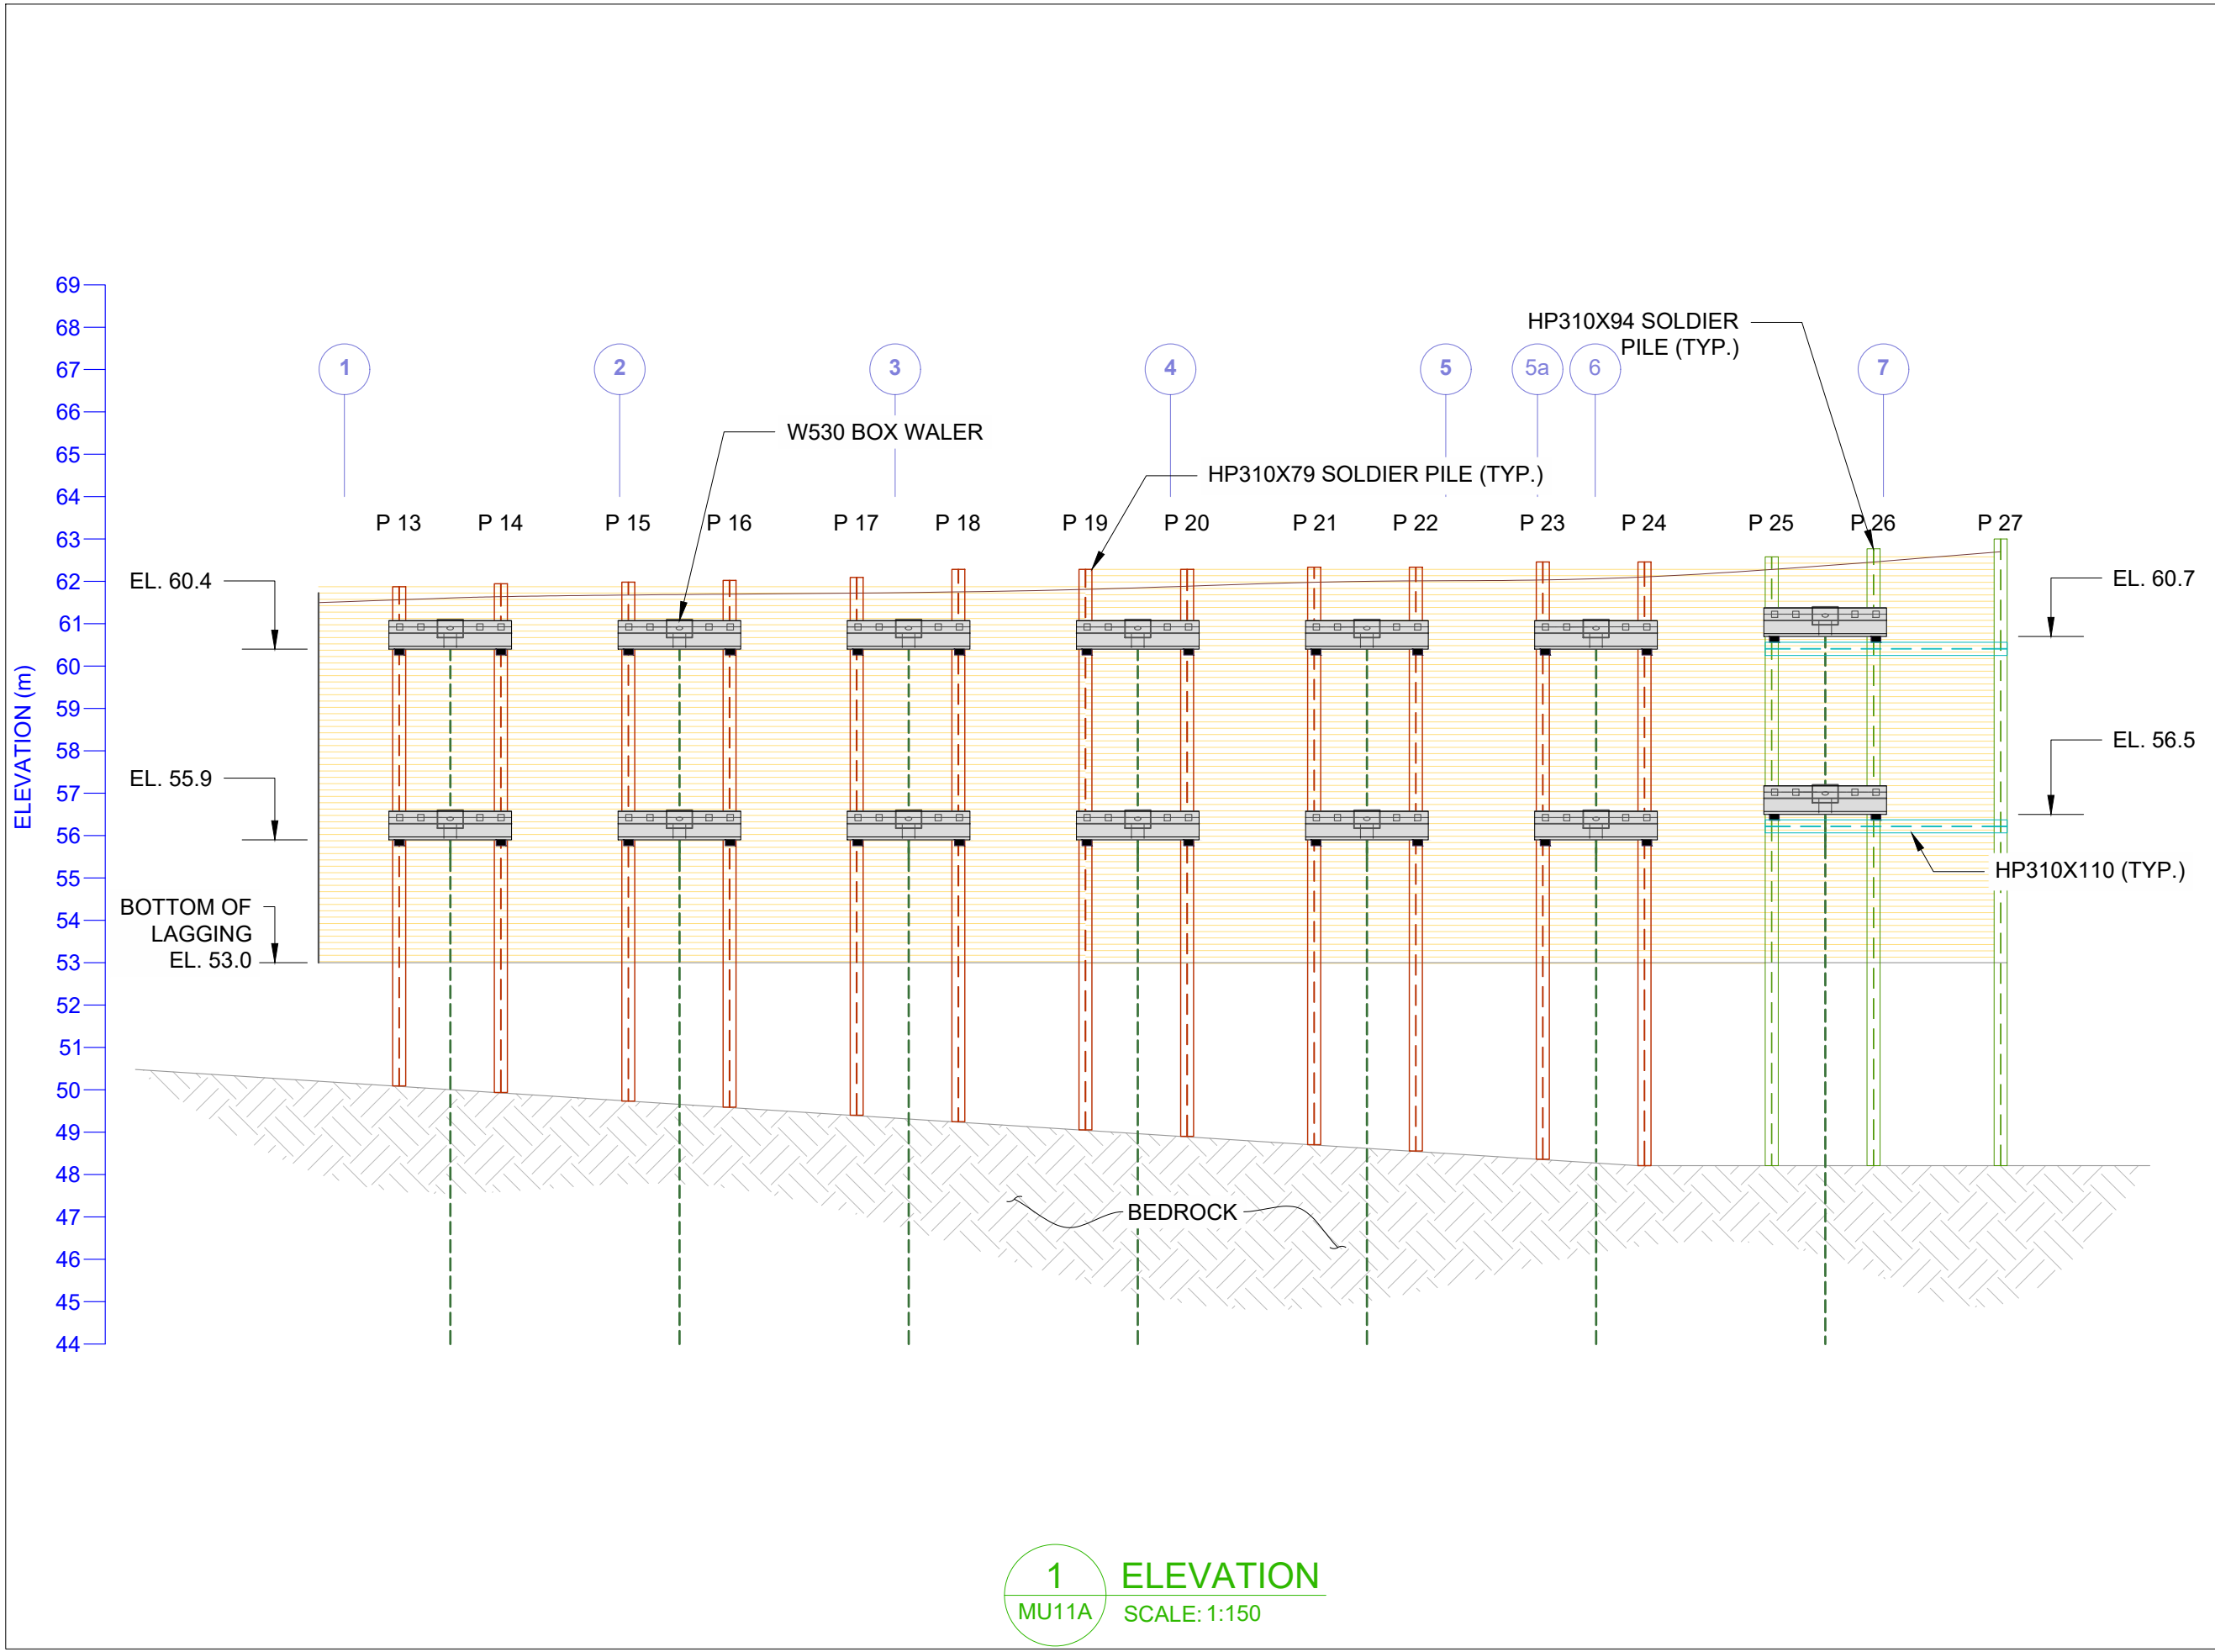 69
68
67
66
65
64
63
62
61
60
59
58
57
56
55
54
53
52
51
50
49
48
47
46
45
44
ELEVATION (m)
HP310X94 SOLDIER
PILE (TYP.)
1
2
3
4
5
5a
6
7
W530 BOX WALER
HP310X79 SOLDIER PILE (TYP.)
P 13
P 14
P 15
P 16
P 17
P 18
P 19
P 20
P 21
P 22
P 23
P 24
P 25
P 26
P 27
EL. 60.4
EL. 60.7
EL. 55.9
EL. 56.5
HP310X110 (TYP.)
BOTTOM OF
LAGGING
EL. 53.0
BEDROCK
1
MU11A
ELEVATION
SCALE: 1:150